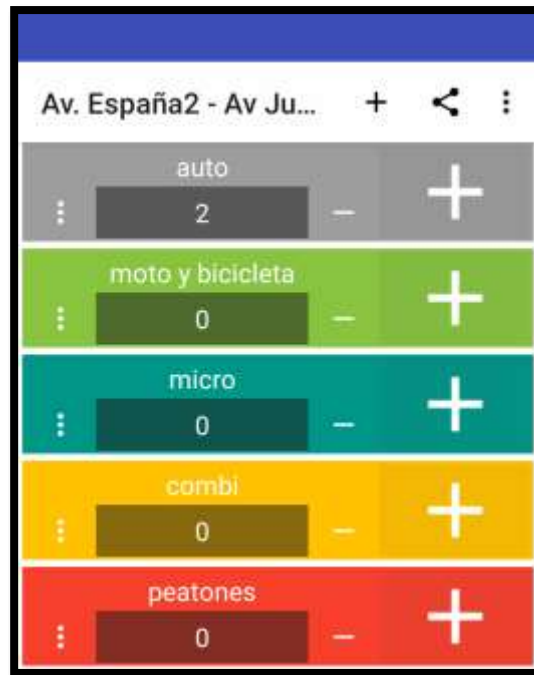 Av. España2 - Av Ju...
auto
2
moto y bicicleta
0
micro
0
combi
0
peatones
0